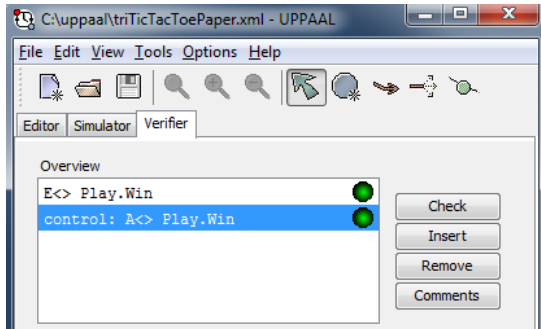 C:\uppaal\triTicTacToePaper.xml - UPPAAL
File Edit View Tools Options Help
Editor Simulator Verifier
Overview
E<> Play.Win
control: A<> Play.Win
Check
Insert
Remove
Comments